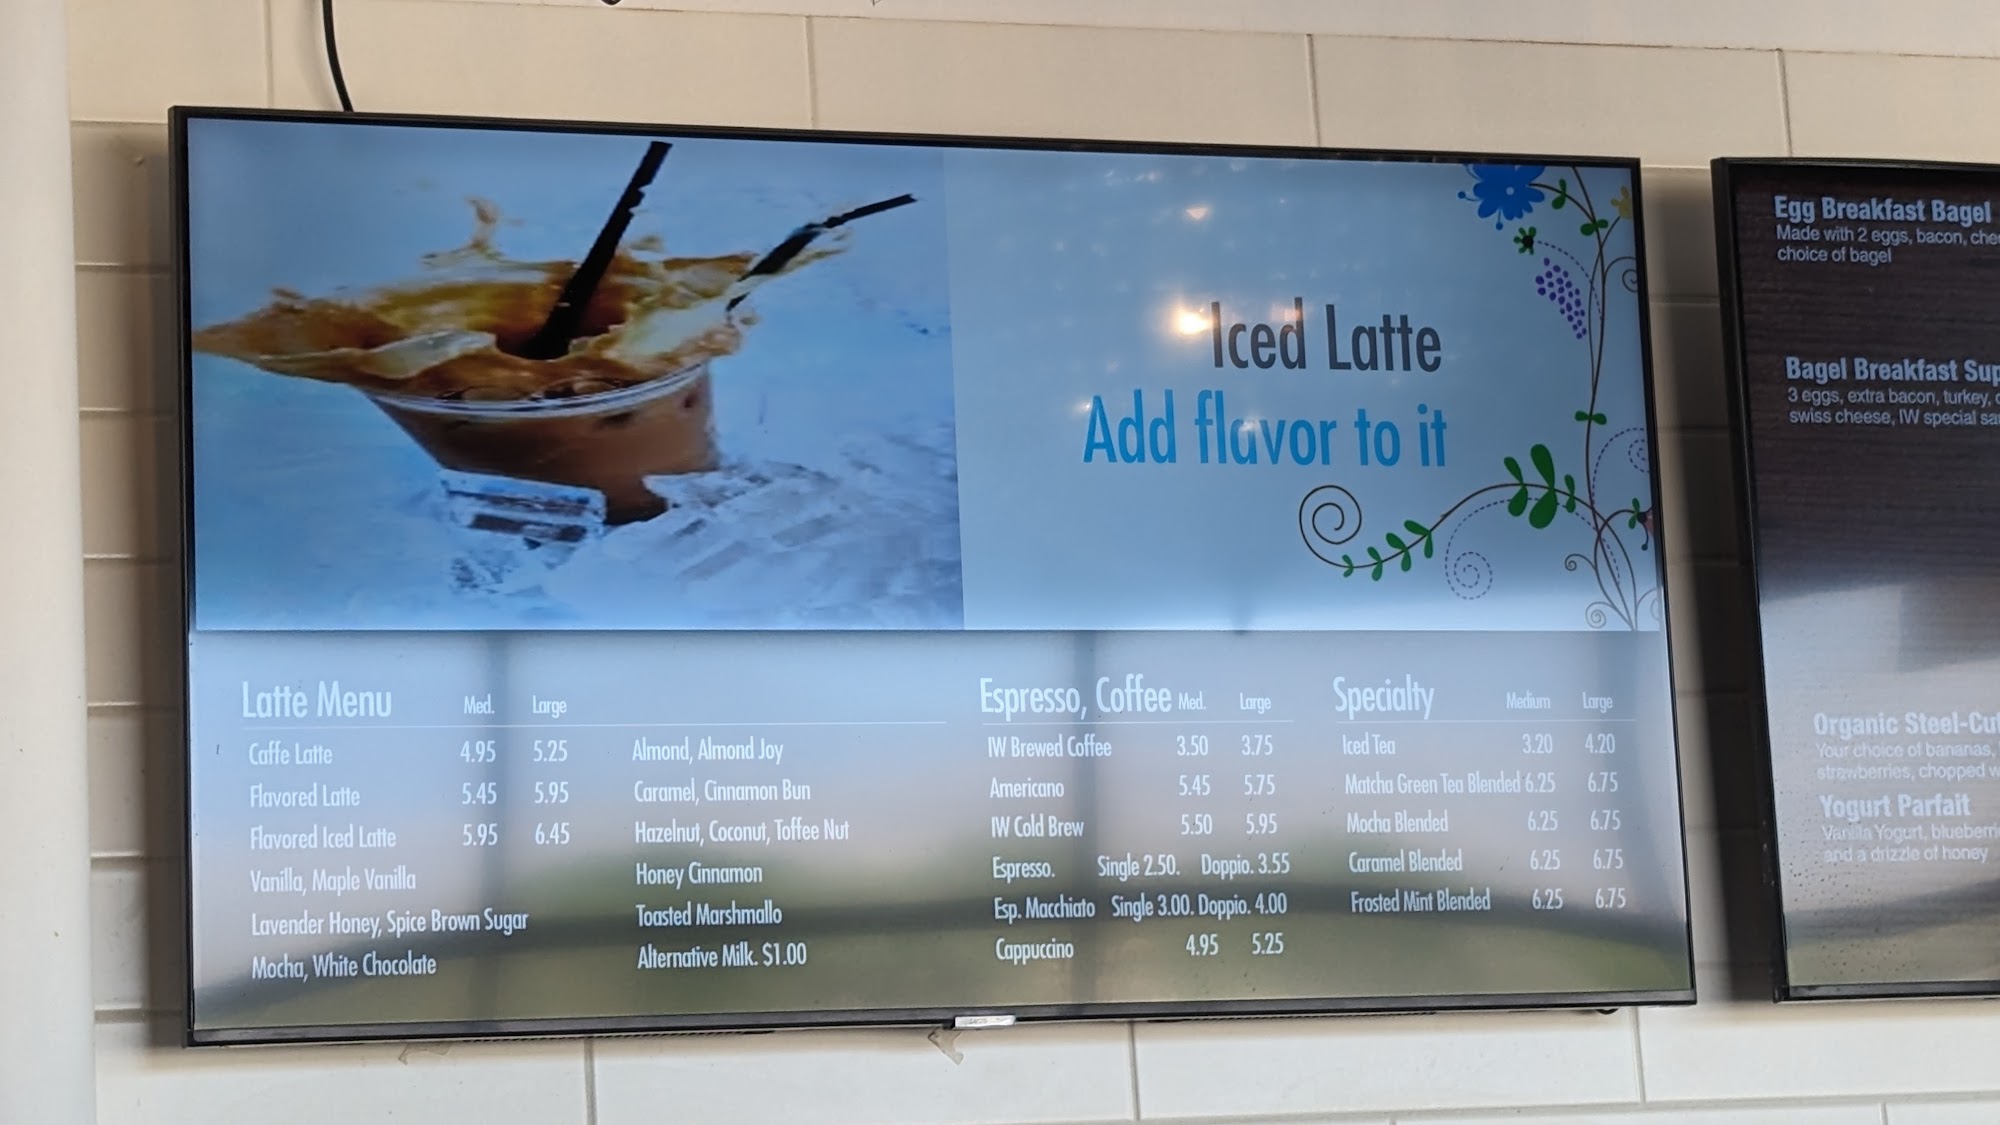 Iced Latte
Add flavor to it
Latte Menu Med. Large
Caffe Latte 4.95 5.25
Flavored Latte 5.45 5.95
Flavored Iced Latte 5.95 6.45
Vanilla, Maple Vanilla
Lavender Honey, Spice Brown Sugar
Mocha, White Chocolate
Almond, Almond Joy
Caramel, Cinnamon Bun
Hazelnut, Coconut, Toffee Nut
Honey Cinnamon
Toasted Marshmallo
Alternative Milk. $1.00
Espresso, Coffee Med. Large
IW Brewed Coffee 3.50 3.75
Americano 5.45 5.75
IW Cold Brew 5.50 5.95
Espresso. Single 2.50. Doppio. 3.55
Esp. Macchiato Single 3.00. Doppio. 4.00
Cappuccino 4.95 5.25
Specialty Medium Large
Iced Tea 3.20 4.20
Matcha Green Tea Blended 6.25 6.75
Mocha Blended 6.25 6.75
Caramel Blended 6.25 6.75
Frosted Mint Blended 6.25 6.75
Egg Breakfast Bagel
Made with 2 eggs, bacon,
choice of bagel
Bagel Breakfast
3 eggs, extra bacon, turkey,
swiss cheese, IW special
Organic
Your choice of bananas,
strawberries, chopped
Yogurt Parfait
Vanilla Yogurt,
and a drizzle of honey